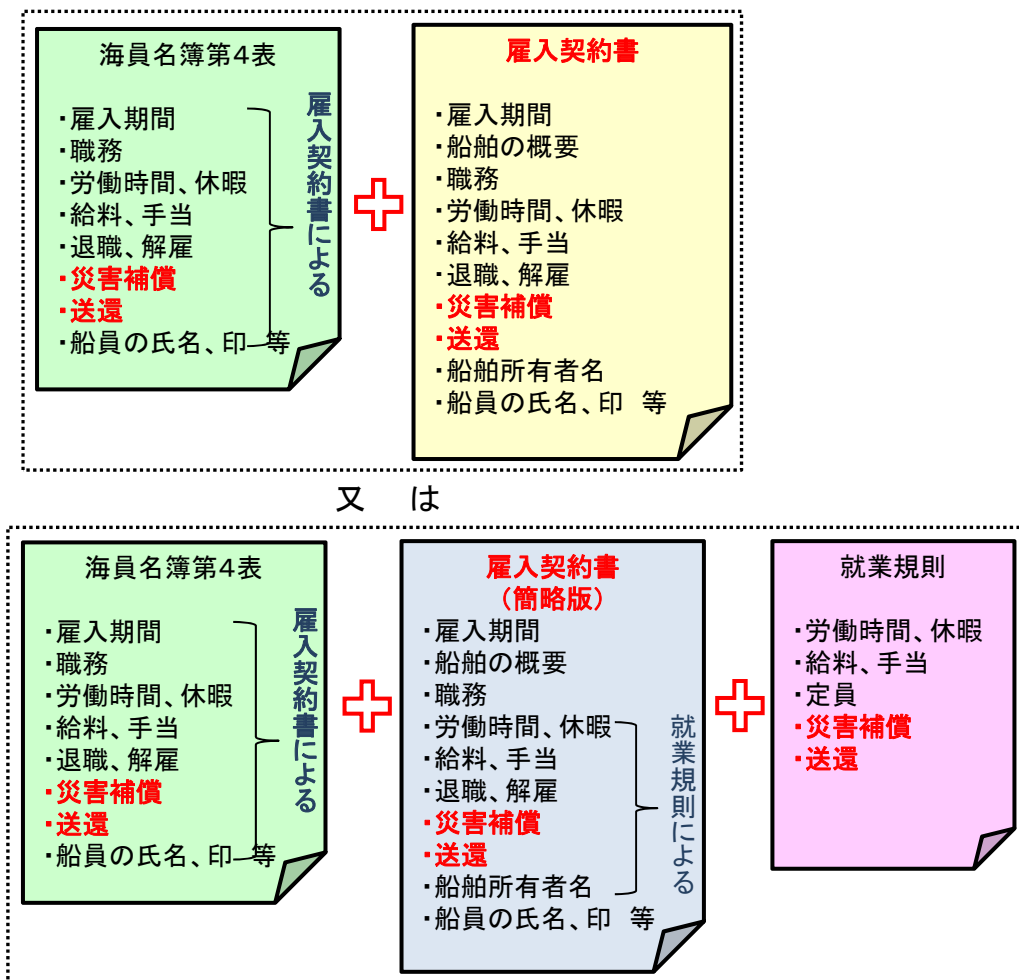 海員名簿第4表
・雇入期間
・職務
・労働時間、休暇
・給料、手当
・退職、解雇
・災害補償
・送還
・船員の氏名、印 等
雇入契約書による
雇入契約書
・雇入期間
・船舶の概要
・職務
・労働時間、休暇
・給料、手当
・退職、解雇
・災害補償
・送還
・船舶所有者名
・船員の氏名、印 等
又 は
海員名簿第4表
・雇入期間
・職務
・労働時間、休暇
・給料、手当
・退職、解雇
・災害補償
・送還
・船員の氏名、印 等
雇入契約書による
雇入契約書
(簡略版)
・雇入期間
・船舶の概要
・職務
・労働時間、休暇
・給料、手当
・退職、解雇
・災害補償
・送還
・船舶所有者名
・船員の氏名、印 等
就業規則による
就業規則
・労働時間、休暇
・給料、手当
・定員
・災害補償
・送還